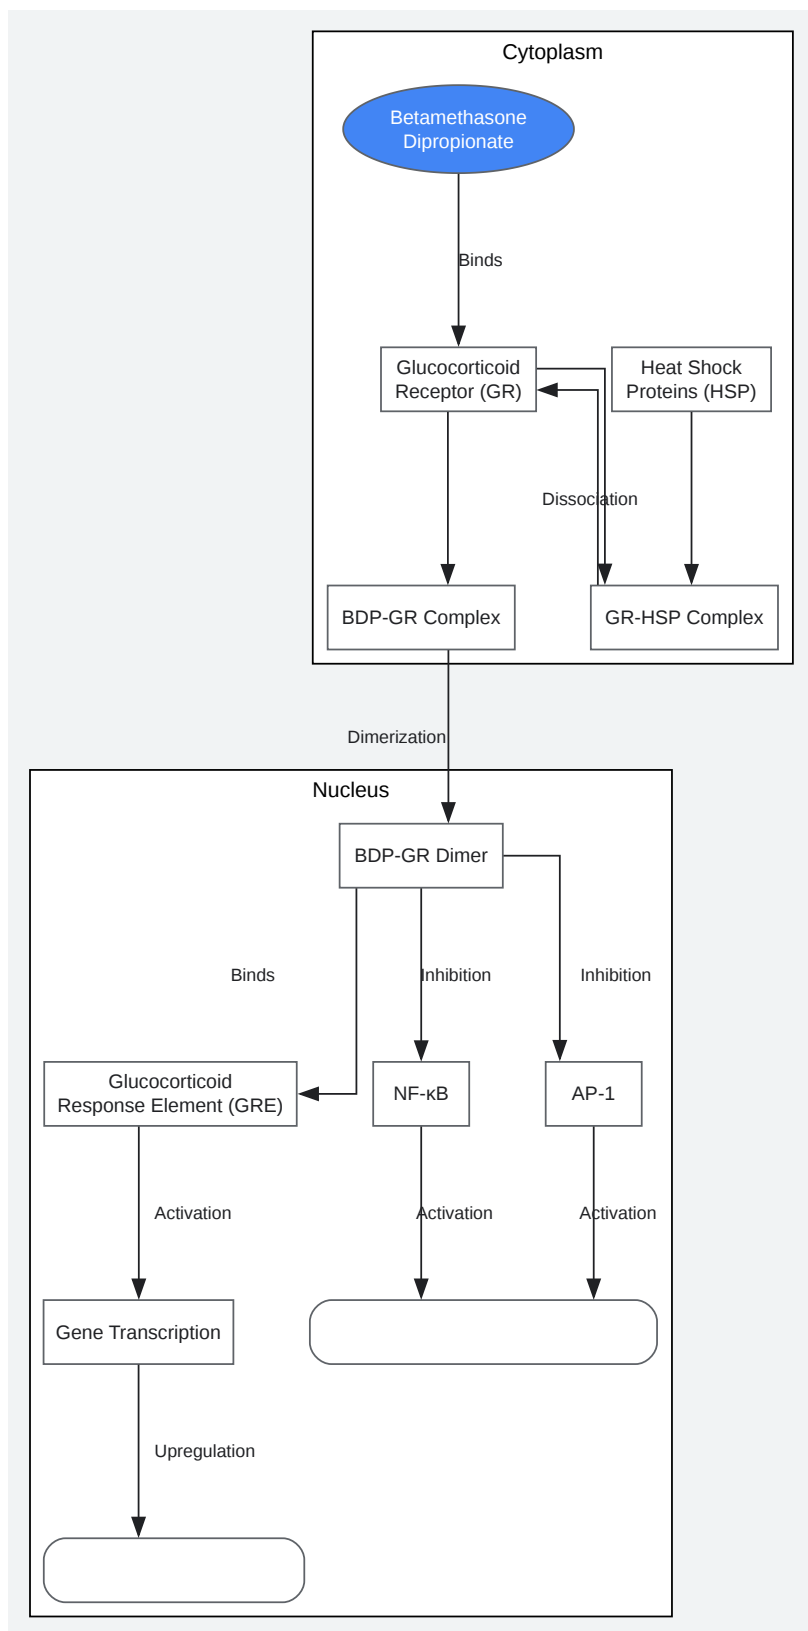 Cytoplasm
Betamethasone
Dipropionate
Binds
Glucocorticoid
Receptor (GR)
Heat Shock
Proteins (HSP)
Dissociation
BDP-GR Complex
GR-HSP Complex
Dimerization
Nucleus
BDP-GR Dimer
Binds
Inhibition
Inhibition
Glucocorticoid
Response Element (GRE)
NF-κB
AP-1
Activation
Activation
Activation
Gene Transcription
Upregulation